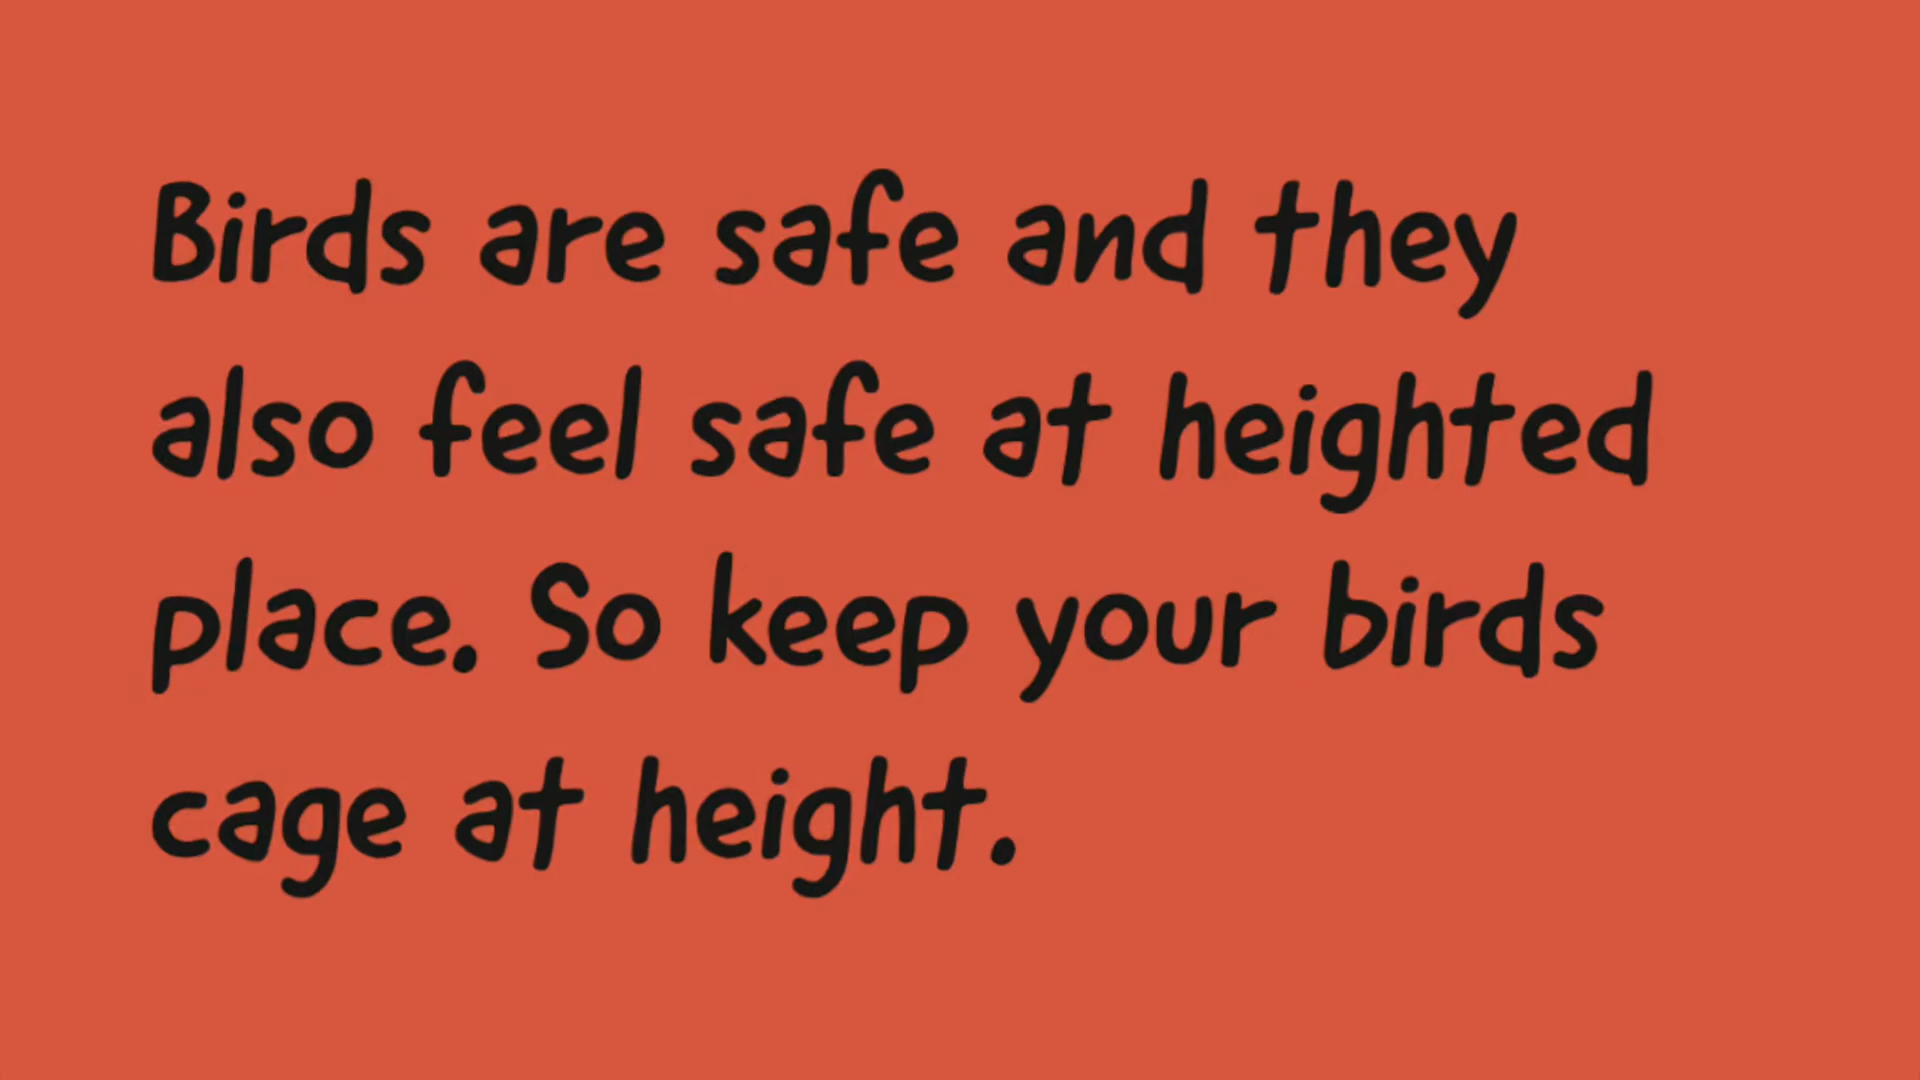 Birds are safe and they
also feel safe at heighted
place. So keep your birds
cage at height.